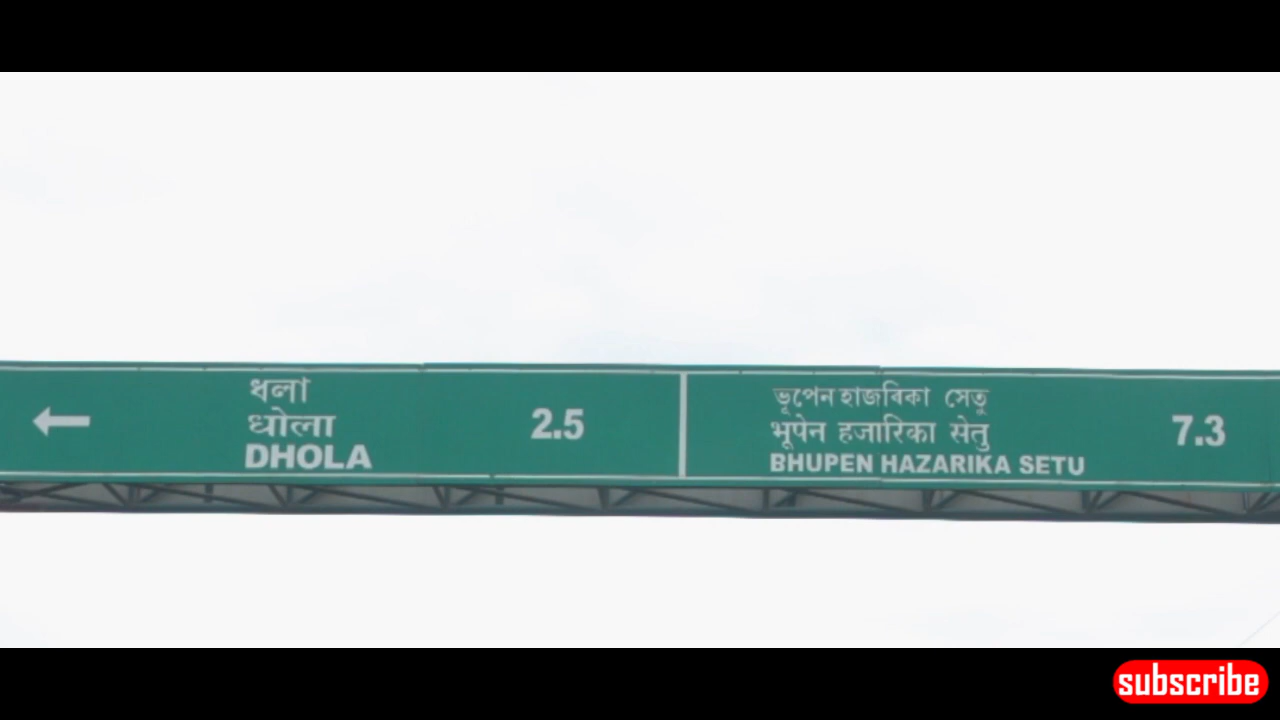 ধলা
धोला
DHOLA
2.5
ভূপেন হাজৰিকা সেতু
भूपेन हजारिका सेतु
BHUPEN HAZARIKA SETU
7.3
subscribe